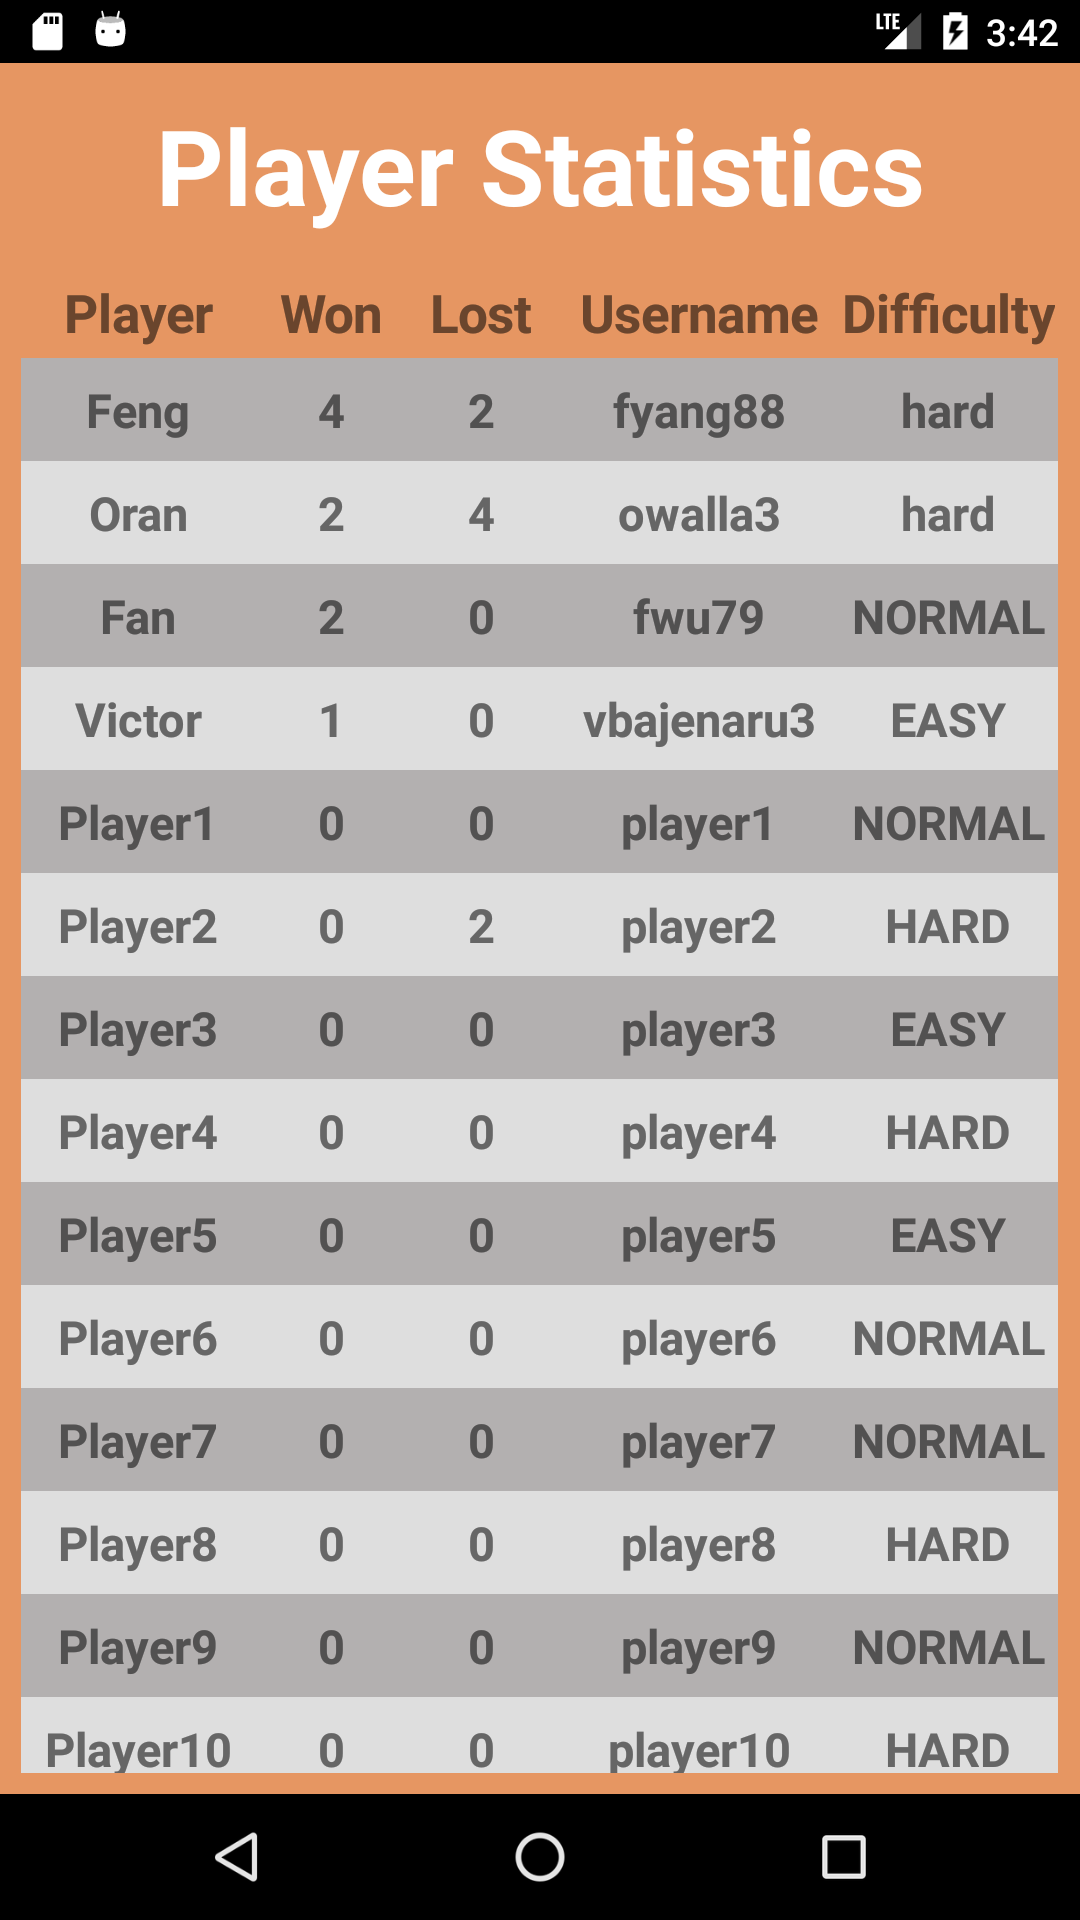 LTE 3:42
Player Statistics
Player Won Lost Username Difficulty
Feng 4 2 fyang88 hard
Oran 2 4 owalla3 hard
Fan 2 0 fwu79 NORMAL
Victor 1 0 vbajenaru3 EASY
Player1 0 0 player1 NORMAL
Player2 0 2 player2 HARD
Player3 0 0 player3 EASY
Player4 0 0 player4 HARD
Player5 0 0 player5 EASY
Player6 0 0 player6 NORMAL
Player7 0 0 player7 NORMAL
Player8 0 0 player8 HARD
Player9 0 0 player9 NORMAL
Player10 0 0 player10 HARD